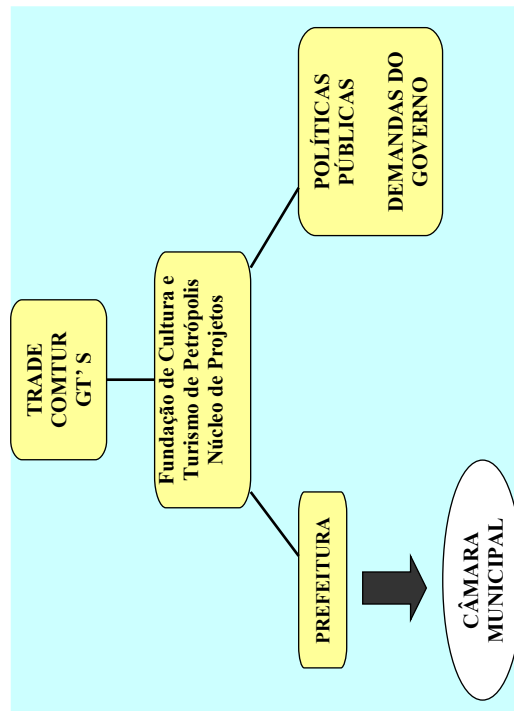 TRADE
COMTUR
GT' S
Fundação de Cultura e
Turismo de Petrópolis
Núcleo de Projetos
PREFEITURA
POLÍTICAS
PÚBLICAS
DEMANDAS DO
GOVERNO
CÂMARA
MUNICIPAL